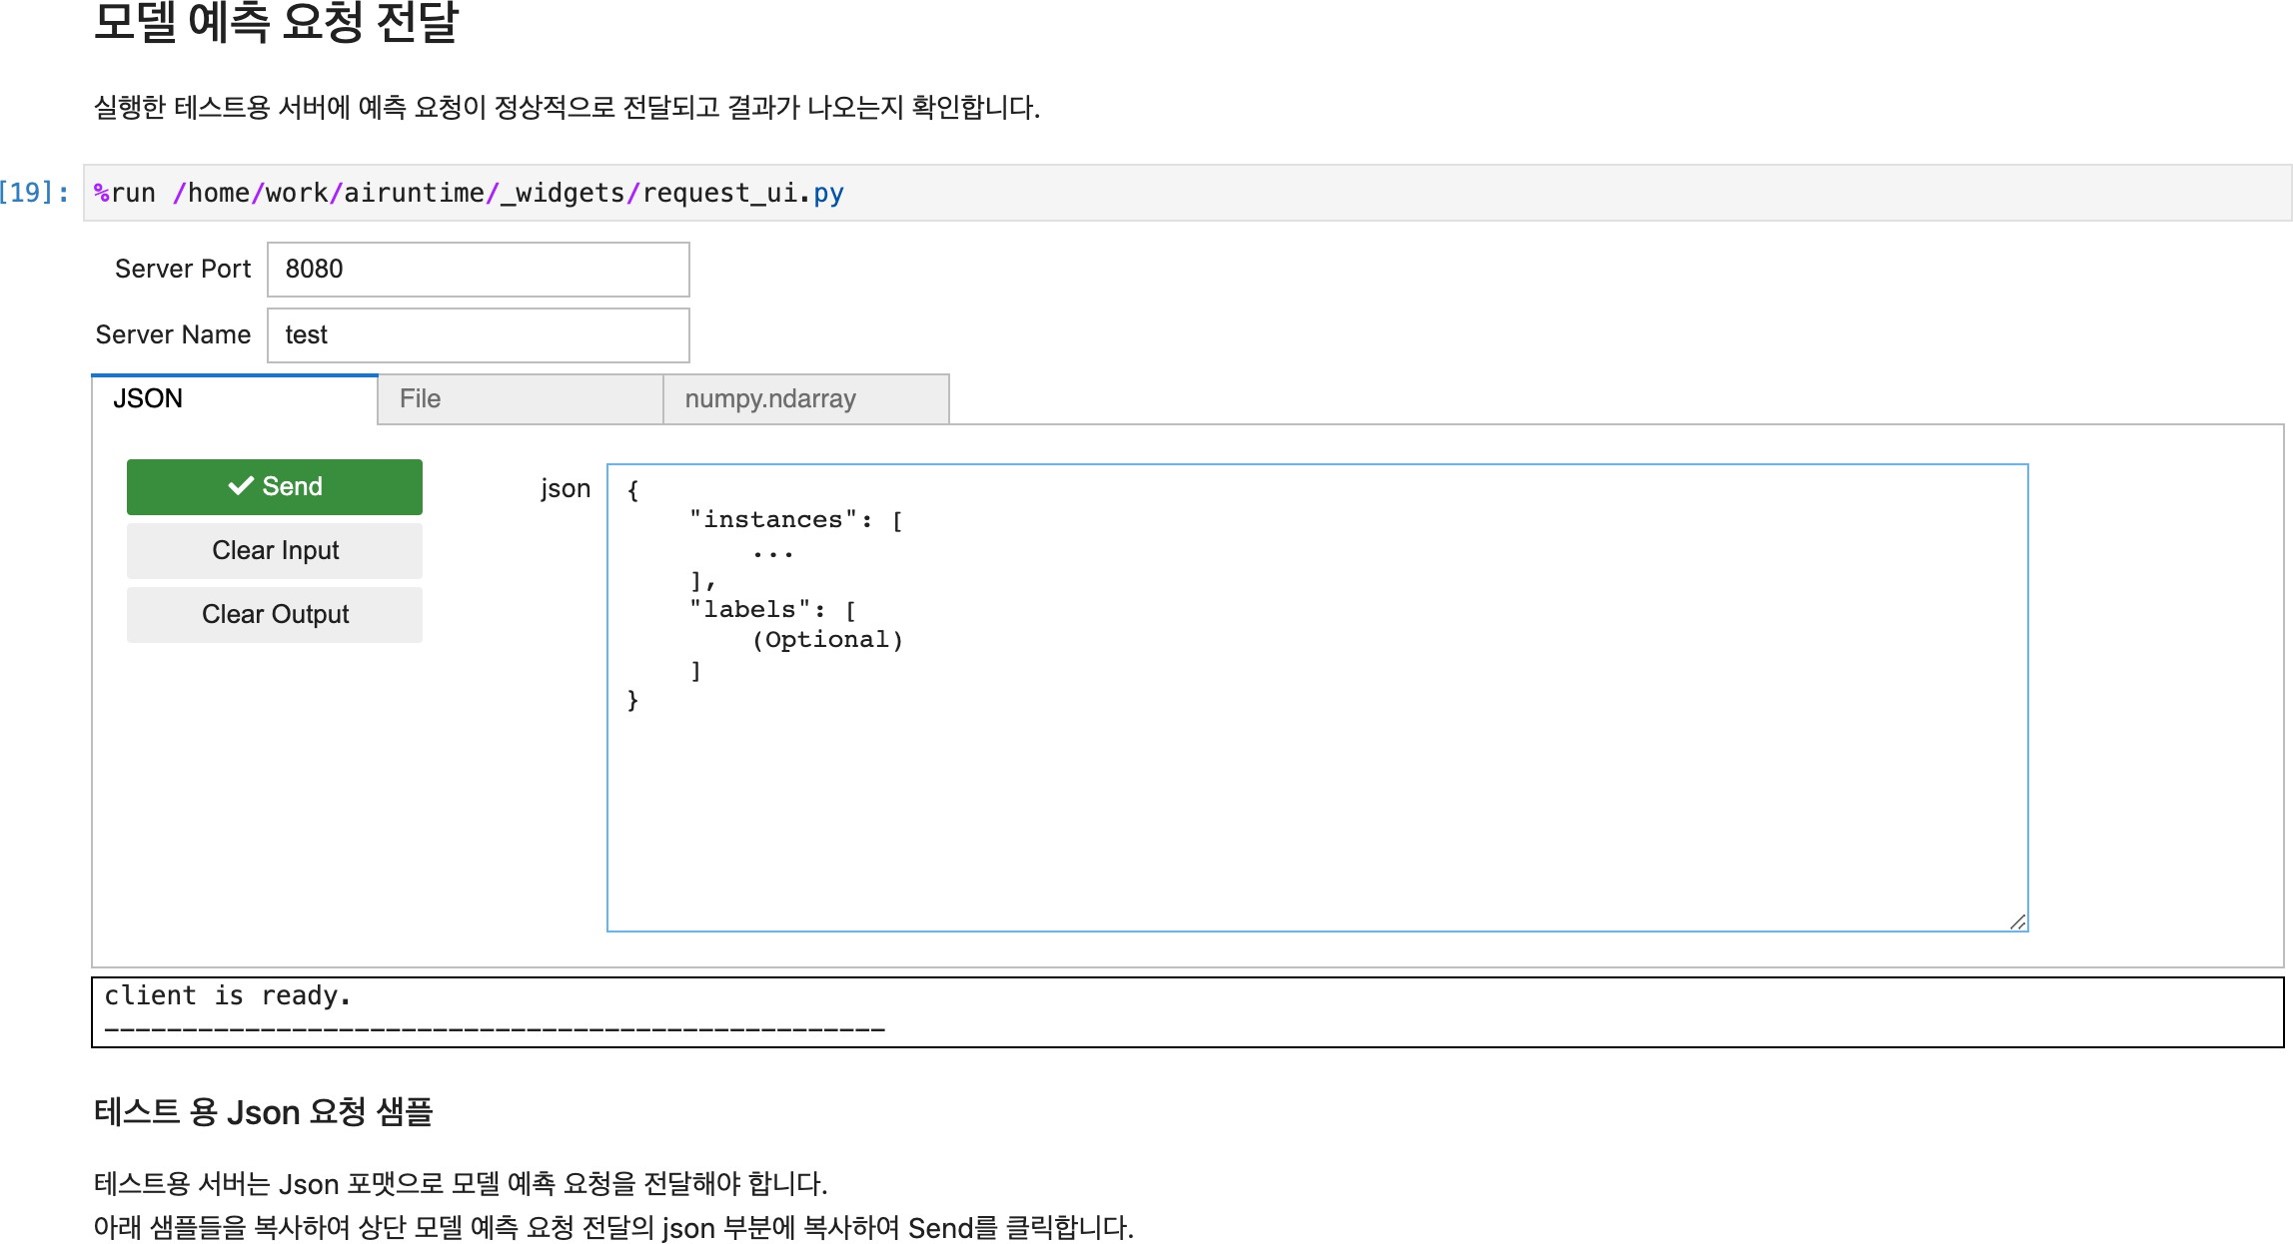 모델 예측 요청 전달
실행한 테스트용 서버에 예측 요청이 정상적으로 전달되고 결과가 나오는지 확인합니다.
[19]: %run /home/work/airuntime/_widgets/request_ui.py
Server Port 8080
Server Name test
JSON File numpy.ndarray
Send
Clear Input
Clear Output
json
{
    "instances": [
        ...
    ],
    "labels": [
        (Optional)
    ]
}
client is ready.
--------------------------------------------------
테스트 용 Json 요청 샘플
테스트용 서버는 Json 포맷으로 모델 예쵹 요청을 전달해야 합니다.
아래 샘플들을 복사하여 상단 모델 예측 요청 전달의 json 부분에 복사하여 Send를 클릭합니다.